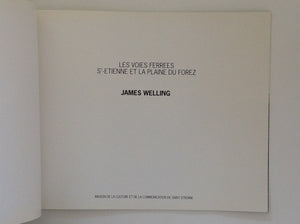 LES VOIES FERREES
ST-ETIENNE ET LA PLAINE DU FOREZ
JAMES WELLING
MAISON DE LA CULTURE ET DE LA COMMUNICATION DE SAINT ETIENNE